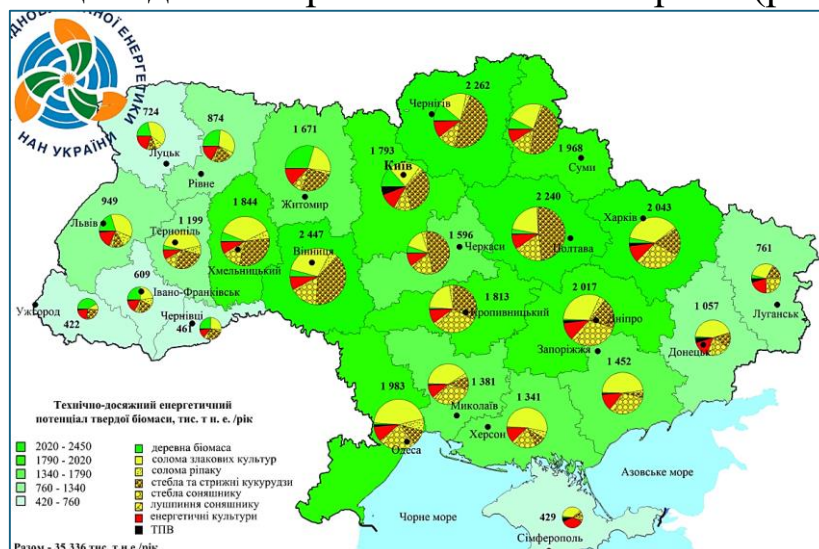 ІДНОВЛЮВАНОЇ ЕНЕРГЕТИКИ
НАН УКРАЇНИ
724
Луцьк
874
Рівне
1 671
Житомир
1 793
Київ
2 262
Чернігів
1 968
Суми
949
Львів
1 199
Тернопіль
1 844
Хмельницький
2 447
Вінниця
1 596
Черкаси
2 240
Полтава
2 043
Харків
761
Луганськ
609
Івано-Франківськ
Ужгород
422
Чернівці
461
1 813
Кропивницький
2 017
Дніпро
Запоріжжя
1 452
1 057
Донецьк
1 983
Одеса
1 381
Миколаїв
1 341
Херсон
Азовське море
Чорне море
429
Сімферополь
Технічно-досяжний енергетичний
потенціал твердої біомаси, тис. т н. е. /рік
2020 - 2450
1790 - 2020
1340 - 1790
760 - 1340
420 - 760
деревна біомаса
солома злакових культур
солома ріпаку
стебла та стрижні кукурудзи
стебла соняшнику
лушпиння соняшнику
енергетичні культури
ТПВ
Разом - 35 336 тис. т н.е./рік